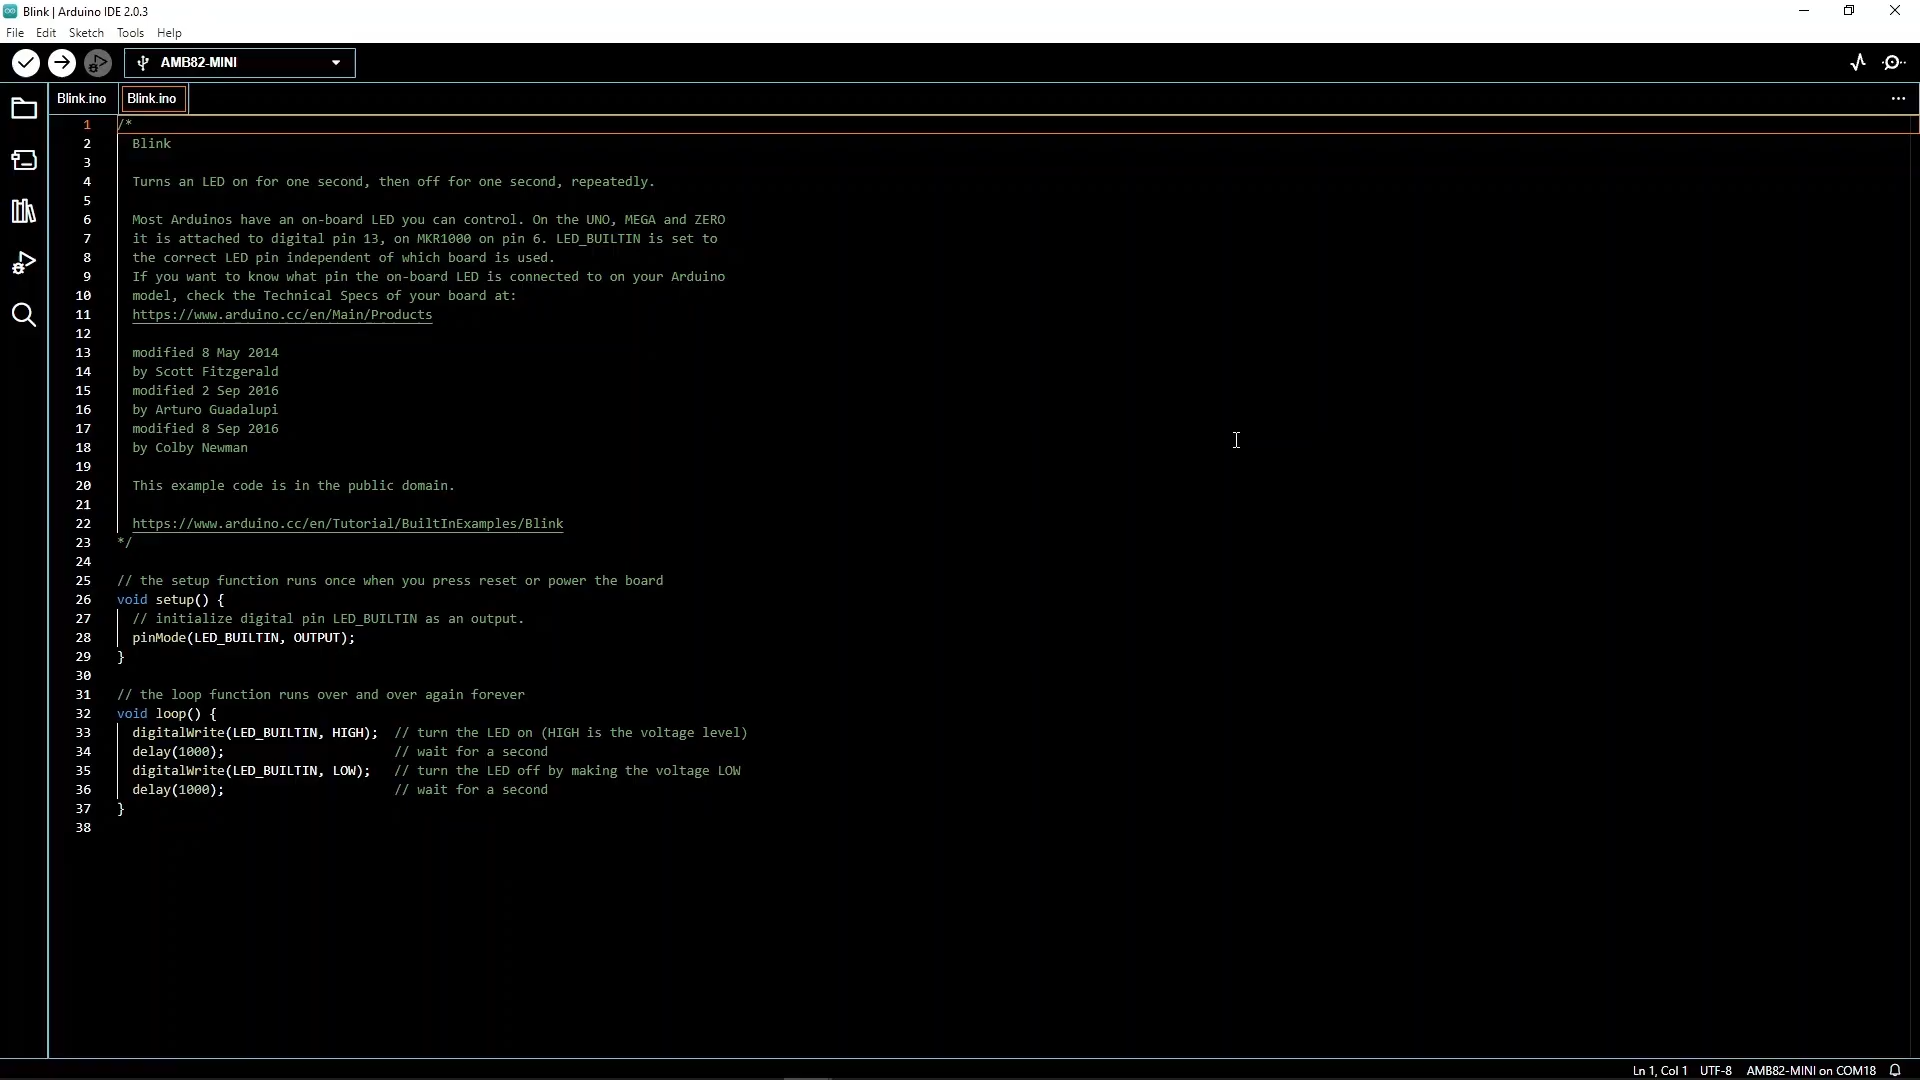 Blink | Arduino IDE 2.0.3
File Edit Sketch Tools Help
AMB82-MINI
Blink.ino Blink.ino
1 /*
2 Blink
3
4 Turns an LED on for one second, then off for one second, repeatedly.
5
6 Most Arduinos have an on-board LED you can control. On the UNO, MEGA and ZERO
7 it is attached to digital pin 13, on MKR1000 on pin 6. LED_BUILTIN is set to
8 the correct LED pin independent of which board is used.
9 If you want to know what pin the on-board LED is connected to on your Arduino
10 model, check the Technical Specs of your board at:
11 https://www.arduino.cc/en/Main/Products
12
13 modified 8 May 2014
14 by Scott Fitzgerald
15 modified 2 Sep 2016
16 by Arturo Guadalupi
17 modified 8 Sep 2016
18 by Colby Newman
19
20 This example code is in the public domain.
21
22 https://www.arduino.cc/en/Tutorial/BuiltInExamples/Blink
23 */
24
25 // the setup function runs once when you press reset or power the board
26 void setup() {
27 // initialize digital pin LED_BUILTIN as an output.
28 pinMode(LED_BUILTIN, OUTPUT);
29 }
30
31 // the loop function runs over and over again forever
32 void loop() {
33 digitalWrite(LED_BUILTIN, HIGH); // turn the LED on (HIGH is the voltage level)
34 delay(1000); // wait for a second
35 digitalWrite(LED_BUILTIN, LOW); // turn the LED off by making the voltage LOW
36 delay(1000); // wait for a second
37 }
38
Ln 1, Col 1 UTF-8 AMB82-MINI on COM18